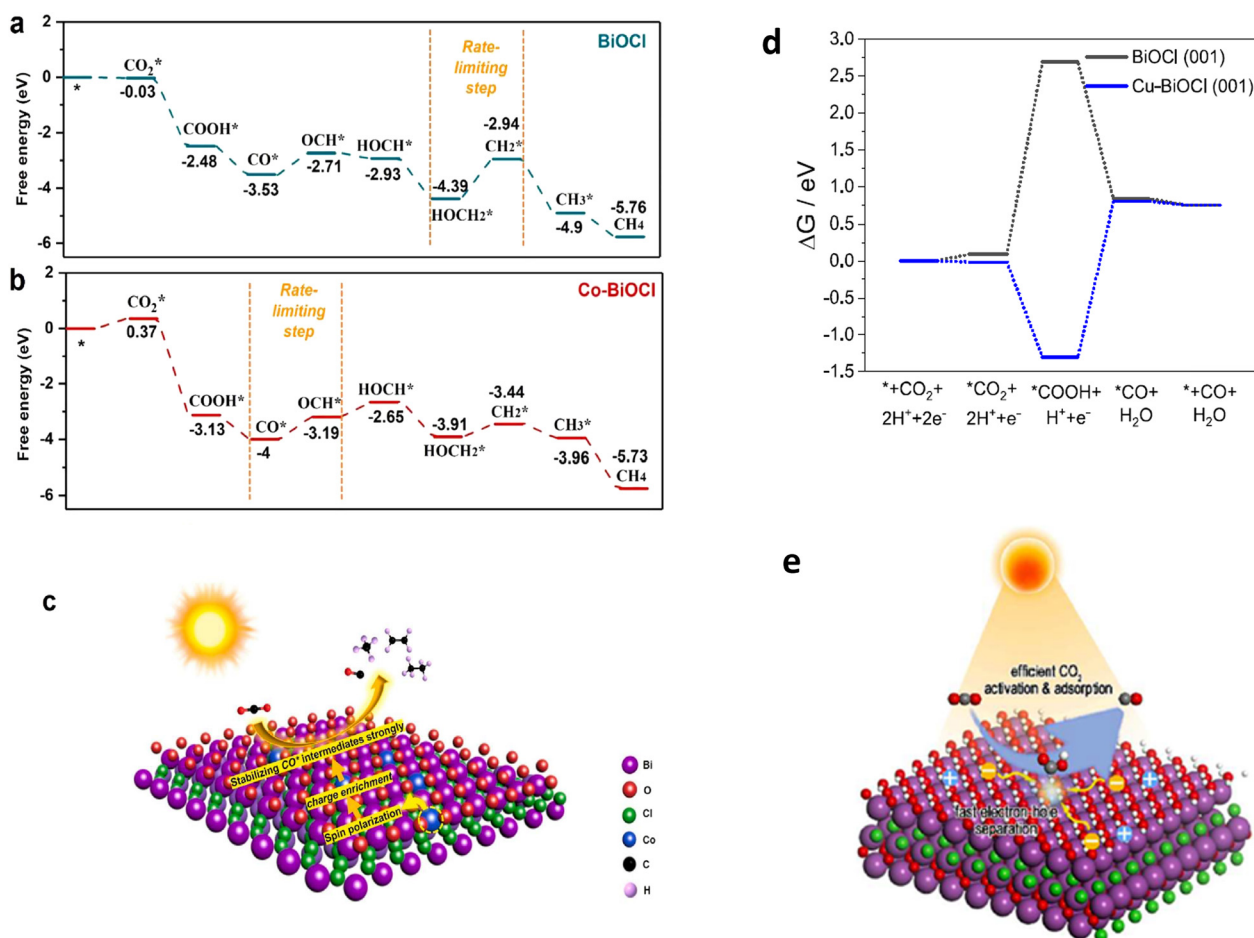 a
BiOCl
Free energy (eV)
2
0
-2
-4
-6
Rate-
limiting
step
*
CO2*
-0.03
COOH*
-2.48
CO*
-3.53
OCH*
-2.71
HOCH*
-2.93
-4.39
HOCH2*
-2.94
CH2*
CH3*
-4.9
-5.76
CH4
b
Co-BiOCl
Free energy (eV)
2
0
-2
-4
-6
Rate-
limiting
step
*
CO2*
0.37
COOH*
-3.13
CO*
-4
OCH*
-3.19
HOCH*
-2.65
-3.91
HOCH2*
-3.44
CH2*
CH3*
-3.96
-5.73
CH4
c
Stabilizing CO* intermediates strongly
charge enrichment
Spin polarization
Bi
O
Cl
Co
C
H
d
BiOCl (001)
Cu-BiOCl (001)
ΔG / eV
3.0
2.5
2.0
1.5
1.0
0.5
0.0
-0.5
-1.0
-1.5
*+CO2+
2H⁺+2e⁻
*CO2+
2H⁺+e⁻
*COOH+
H⁺+e⁻
*CO+
H2O
*+CO+
H2O
e
efficient CO2
activation & adsorption
fast electron-hole
separation